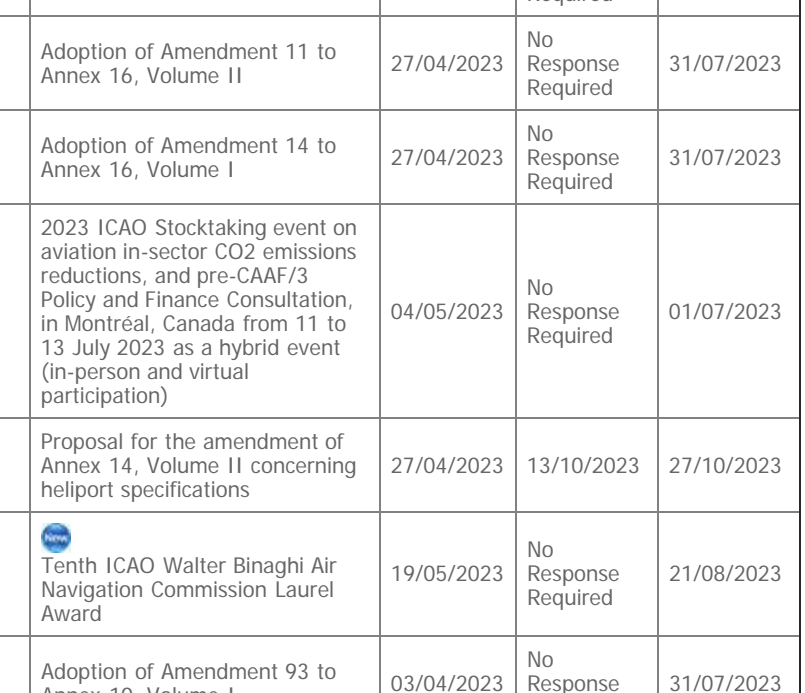 Required
Adoption of Amendment 11 to
Annex 16, Volume II
27/04/2023
No
Response
Required
31/07/2023
Adoption of Amendment 14 to
Annex 16, Volume I
27/04/2023
No
Response
Required
31/07/2023
2023 ICAO Stocktaking event on
aviation in-sector CO2 emissions
reductions, and pre-CAAF/3
Policy and Finance Consultation,
in Montréal, Canada from 11 to
13 July 2023 as a hybrid event
(in-person and virtual
participation)
04/05/2023
No
Response
Required
01/07/2023
Proposal for the amendment of
Annex 14, Volume II concerning
heliport specifications
27/04/2023
13/10/2023
27/10/2023
New
Tenth ICAO Walter Binaghi Air
Navigation Commission Laurel
Award
19/05/2023
No
Response
Required
21/08/2023
Adoption of Amendment 93 to
Annex 10, Volume I
03/04/2023
No
Response
31/07/2023